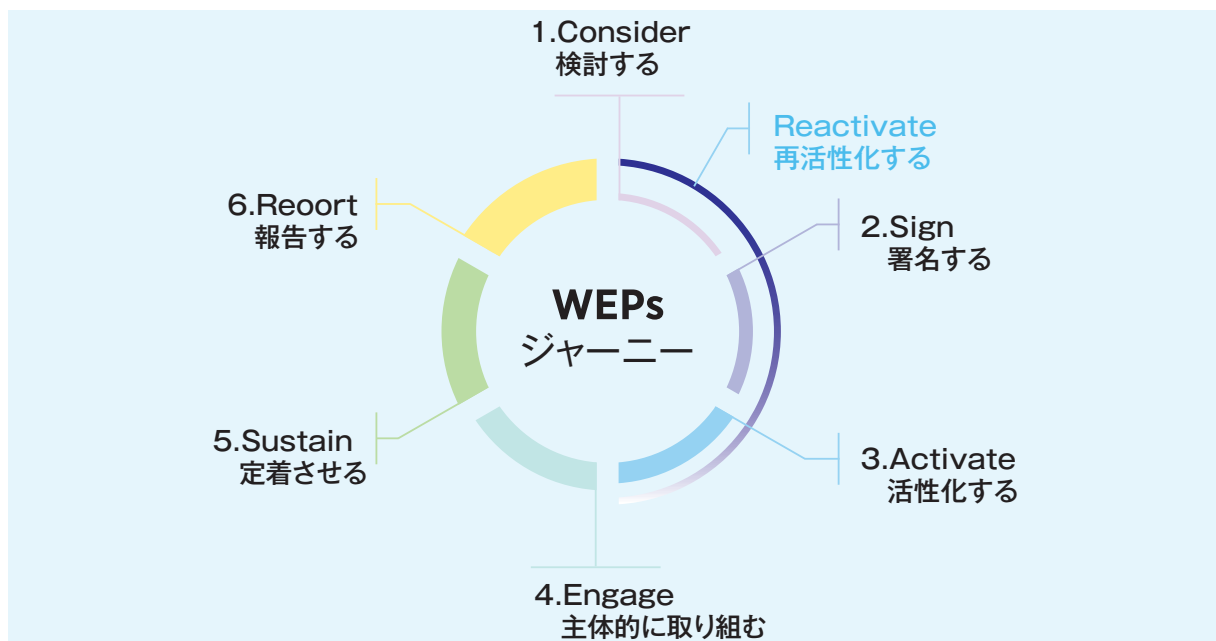 1.Consider
検討する
Reactivate
再活性化する
2.Sign
署名する
3.Activate
活性化する
4.Engage
主体的に取り組む
5.Sustain
定着させる
6.Reoort
報告する
WEPs
ジャーニー